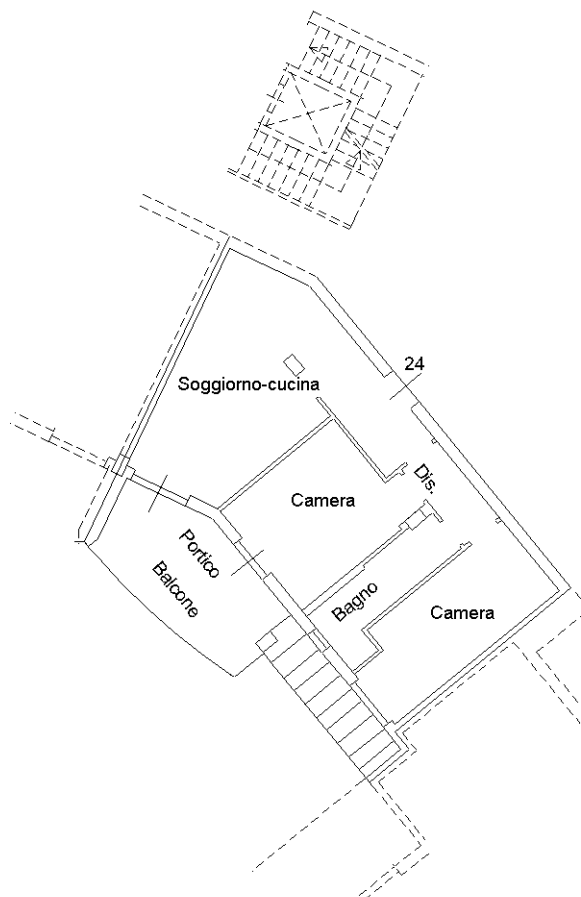 24
Soggiorno-cucina
Dis.
Camera
Portico
Balcone
Bagno
Camera